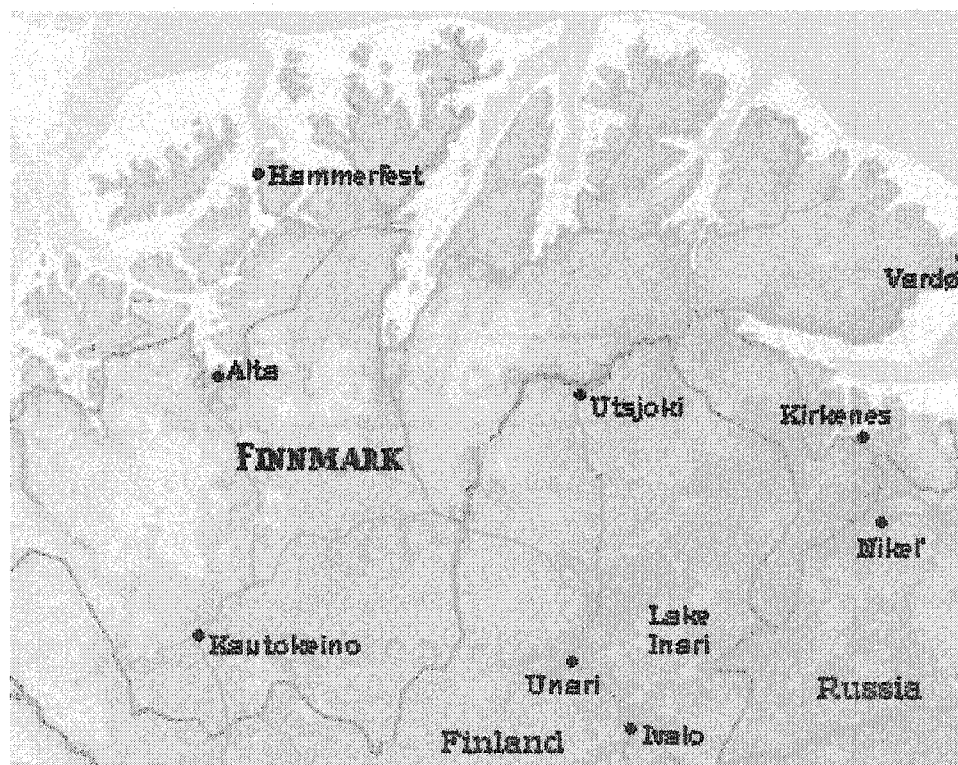 Hammerfest
Vardø
Alta
Utsjoki
Kirkenes
FINNMARK
Nikel'
Lake
Inari
Kautokeino
Unari
Russia
Finland
Ivalo